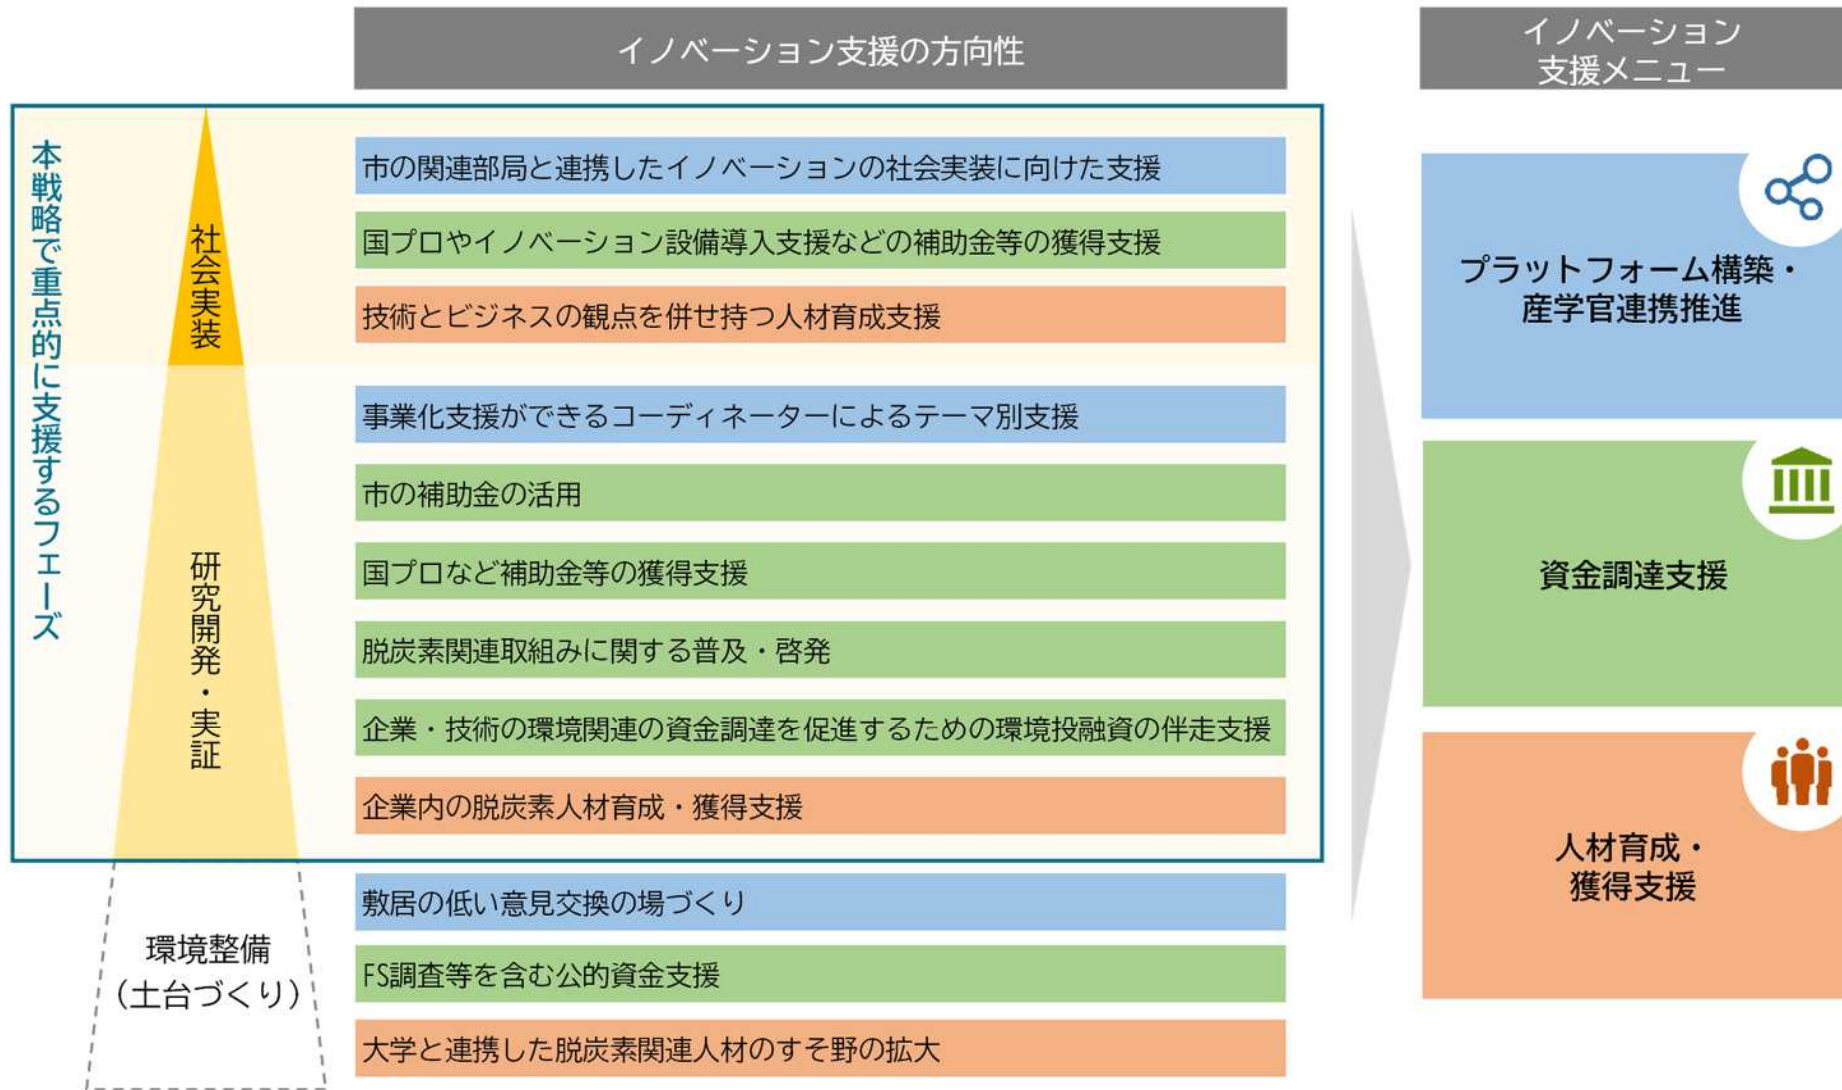 イノベーション支援の方向性
イノベーション
支援メニュー
本戦略で重点的に支援するフェーズ
社会実装
市の関連部局と連携したイノベーションの社会実装に向けた支援
国プロやイノベーション設備導入支援などの補助金等の獲得支援
技術とビジネスの観点を併せ持つ人材育成支援
研究開発・実証
事業化支援ができるコーディネーターによるテーマ別支援
市の補助金の活用
国プロなど補助金等の獲得支援
脱炭素関連取組みに関する普及・啓発
企業・技術の環境関連の資金調達を促進するための環境投融資の伴走支援
企業内の脱炭素人材育成・獲得支援
環境整備
（土台づくり）
敷居の低い意見交換の場づくり
FS調査等を含む公的資金支援
大学と連携した脱炭素関連人材のすそ野の拡大
プラットフォーム構築・
産学官連携推進
資金調達支援
人材育成・
獲得支援